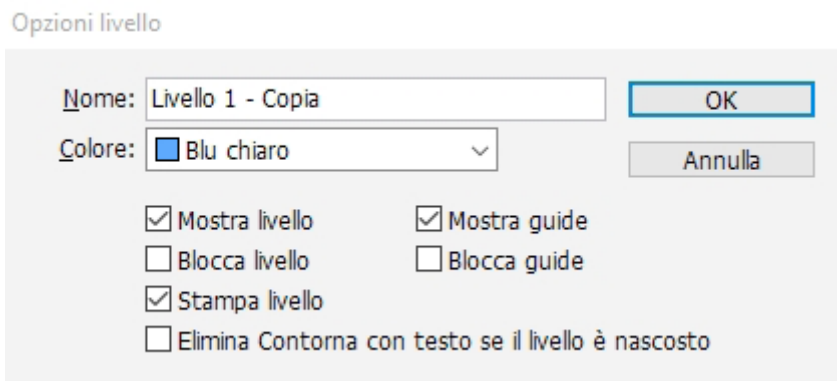 Opzioni livello
Nome: Livello 1 - Copia OK
Colore: Blu chiaro Annulla
Mostra livello Mostra guide
Blocca livello Blocca guide
Stampa livello
Elimina Contorna con testo se il livello è nascosto